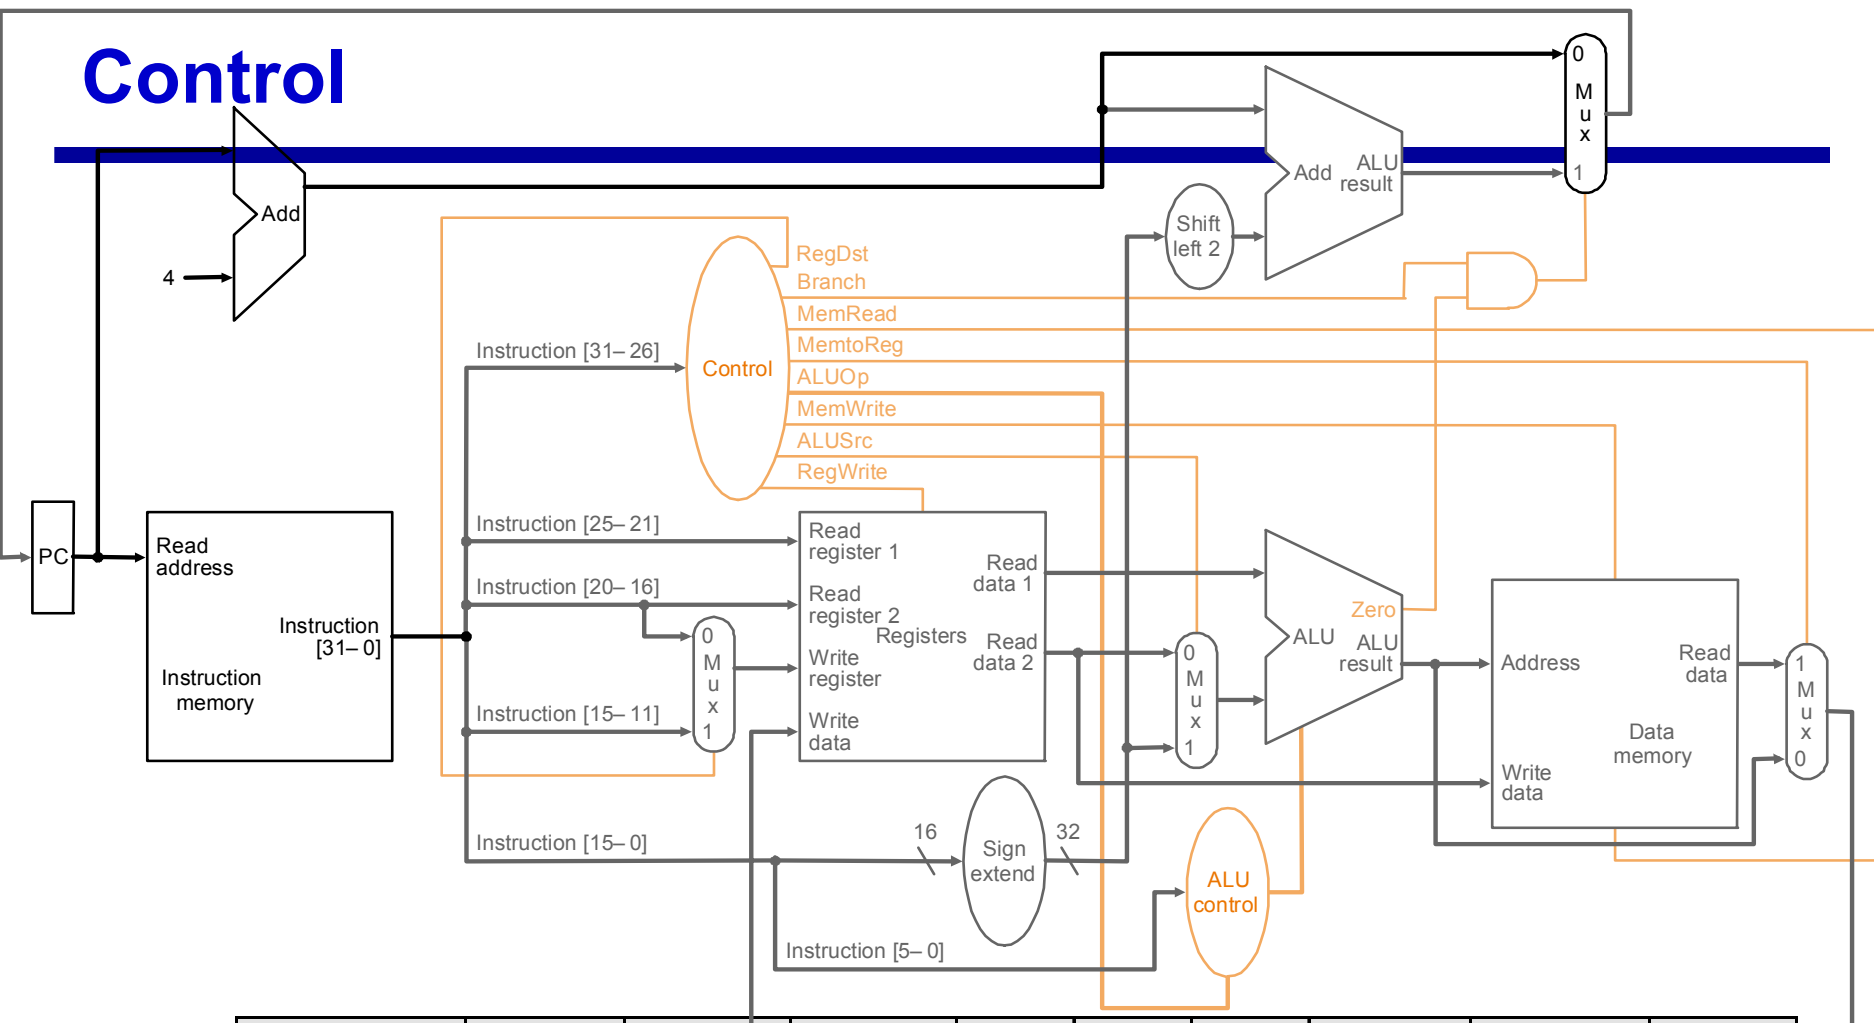 Control
0
M
u
x
1
Add
ALU
result
Shift
left 2
Add
4
RegDst
Branch
MemRead
MemtoReg
ALUOp
MemWrite
ALUSrc
RegWrite
Control
Instruction [31– 26]
Instruction [25– 21]
Instruction [20– 16]
Instruction [15– 11]
Instruction [15– 0]
Instruction [5– 0]
PC
Read
address
Instruction
[31– 0]
Instruction
memory
0
M
u
x
1
Read
register 1
Read
register 2
Registers
Write
register
Write
data
Read
data 1
Read
data 2
0
M
u
x
1
Zero
ALU
ALU
result
Address
Read
data
Data
memory
Write
data
1
M
u
x
0
16
Sign
extend
32
ALU
control